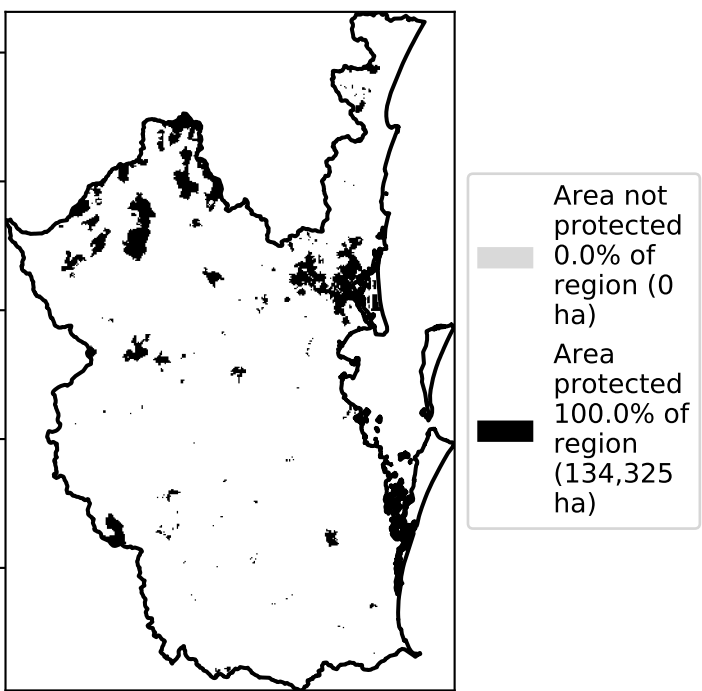 Area not
protected
0.0% of
region (0
ha)
Area
protected
100.0% of
region
(134,325
ha)